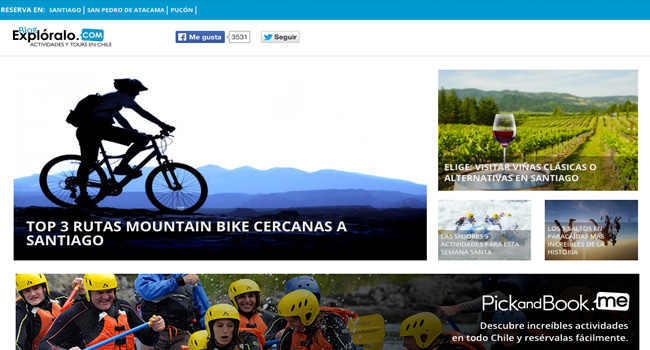 RESERVA EN: SANTIAGO | SAN PEDRO DE ATACAMA | PUCÓN |
Blog
Explóralo.COM
ACTIVIDADES Y TOURS EN CHILE
Me gusta 3531 Seguir
TOP 3 RUTAS MOUNTAIN BIKE CERCANAS A
SANTIAGO
ELIGE: VISITAR VIÑAS CLÁSICAS O
ALTERNATIVAS EN SANTIAGO
LAS MEJORES 9
ACTIVIDADES PARA ESTA
SEMANA SANTA
LOS 5 SALTOS EN
PARACAÍDAS MÁS
INCREÍBLES DE LA
HISTORIA
PickandBook.me
Descubre increíbles actividades
en todo Chile y resérvalas fácilmente.